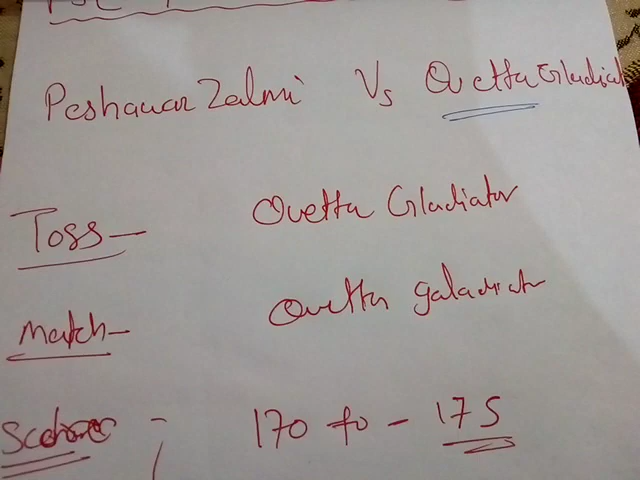 Peshawar Zalmi Vs Quetta Gladiat
Toss - Quetta Gladiator
Match - Quetta galadiator
170 to - 175